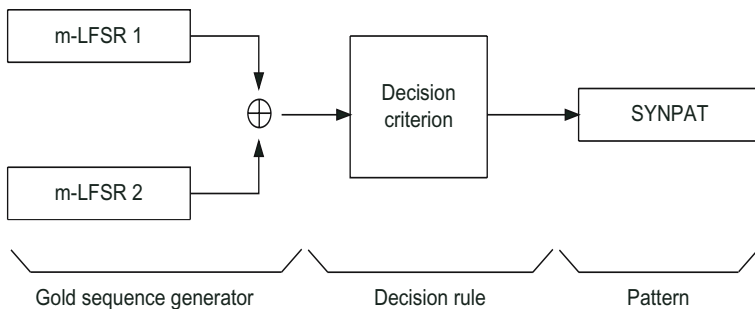 m-LFSR 1
Decision
criterion
SYNPAT
m-LFSR 2
Gold sequence generator
Decision rule
Pattern